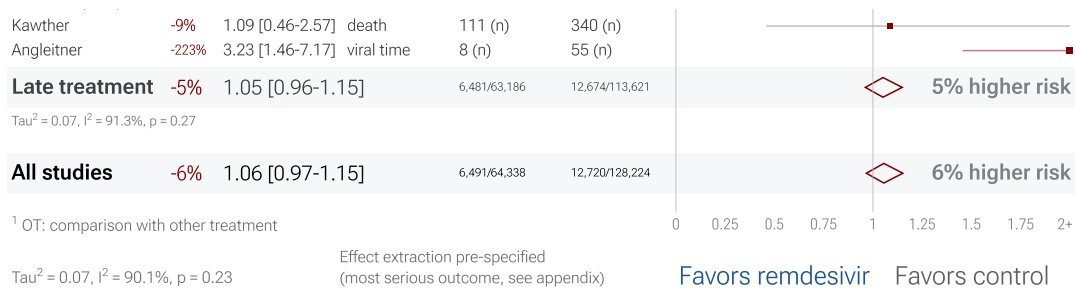 Kawther -9% 1.09 [0.46-2.57] death 111 (n) 340 (n)
Angleitner -223% 3.23 [1.46-7.17] viral time 8 (n) 55 (n)
Late treatment -5% 1.05 [0.96-1.15] 6,481/63,186 12,674/113,621 5% higher risk
Tau² = 0.07, I² = 91.3%, p = 0.27
All studies -6% 1.06 [0.97-1.15] 6,491/64,338 12,720/128,224 6% higher risk
0 0.25 0.5 0.75 1 1.25 1.5 1.75 2+
¹ OT: comparison with other treatment
Tau² = 0.07, I² = 90.1%, p = 0.23
Effect extraction pre-specified
(most serious outcome, see appendix)
Favors remdesivir Favors control